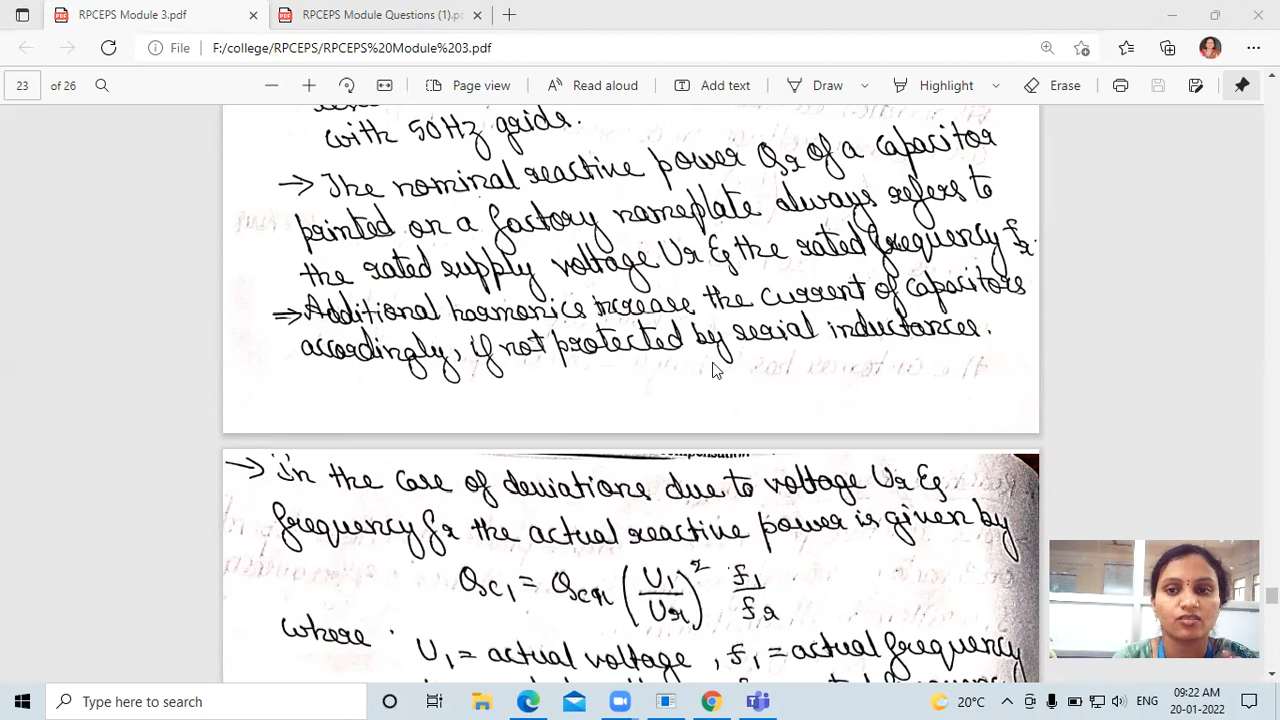 RPCEPS Module 3.pdf
RPCEPS Module Questions (1).p
File F:/college/RPCEPS/RPCEPS%20Module%203.pdf
23 of 26 Page view Read aloud Add text Draw Highlight Erase
with 50Hz grids.
→ The nominal reactive power Qr of a capacitor
printed on a factory nameplate always refers to
the rated supply voltage Ur & the rated frequency fr.
⇒ Additional harmonics increase the current of capacitors
accordingly, if not protected by serial inductances.
→ In the case of deviations due to voltage Ur &
frequency fr the actual reactive power is given by
Qc1 = Qcr (U1/Ur)² f1/fr
where
U1 = actual voltage, f1 = actual frequency
Type here to search
20°C ENG
09:22 AM
20-01-2022